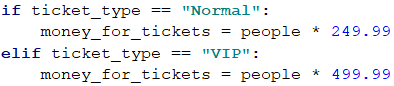 if ticket_type == "Normal":
    money_for_tickets = people * 249.99
elif ticket_type == "VIP":
    money_for_tickets = people * 499.99